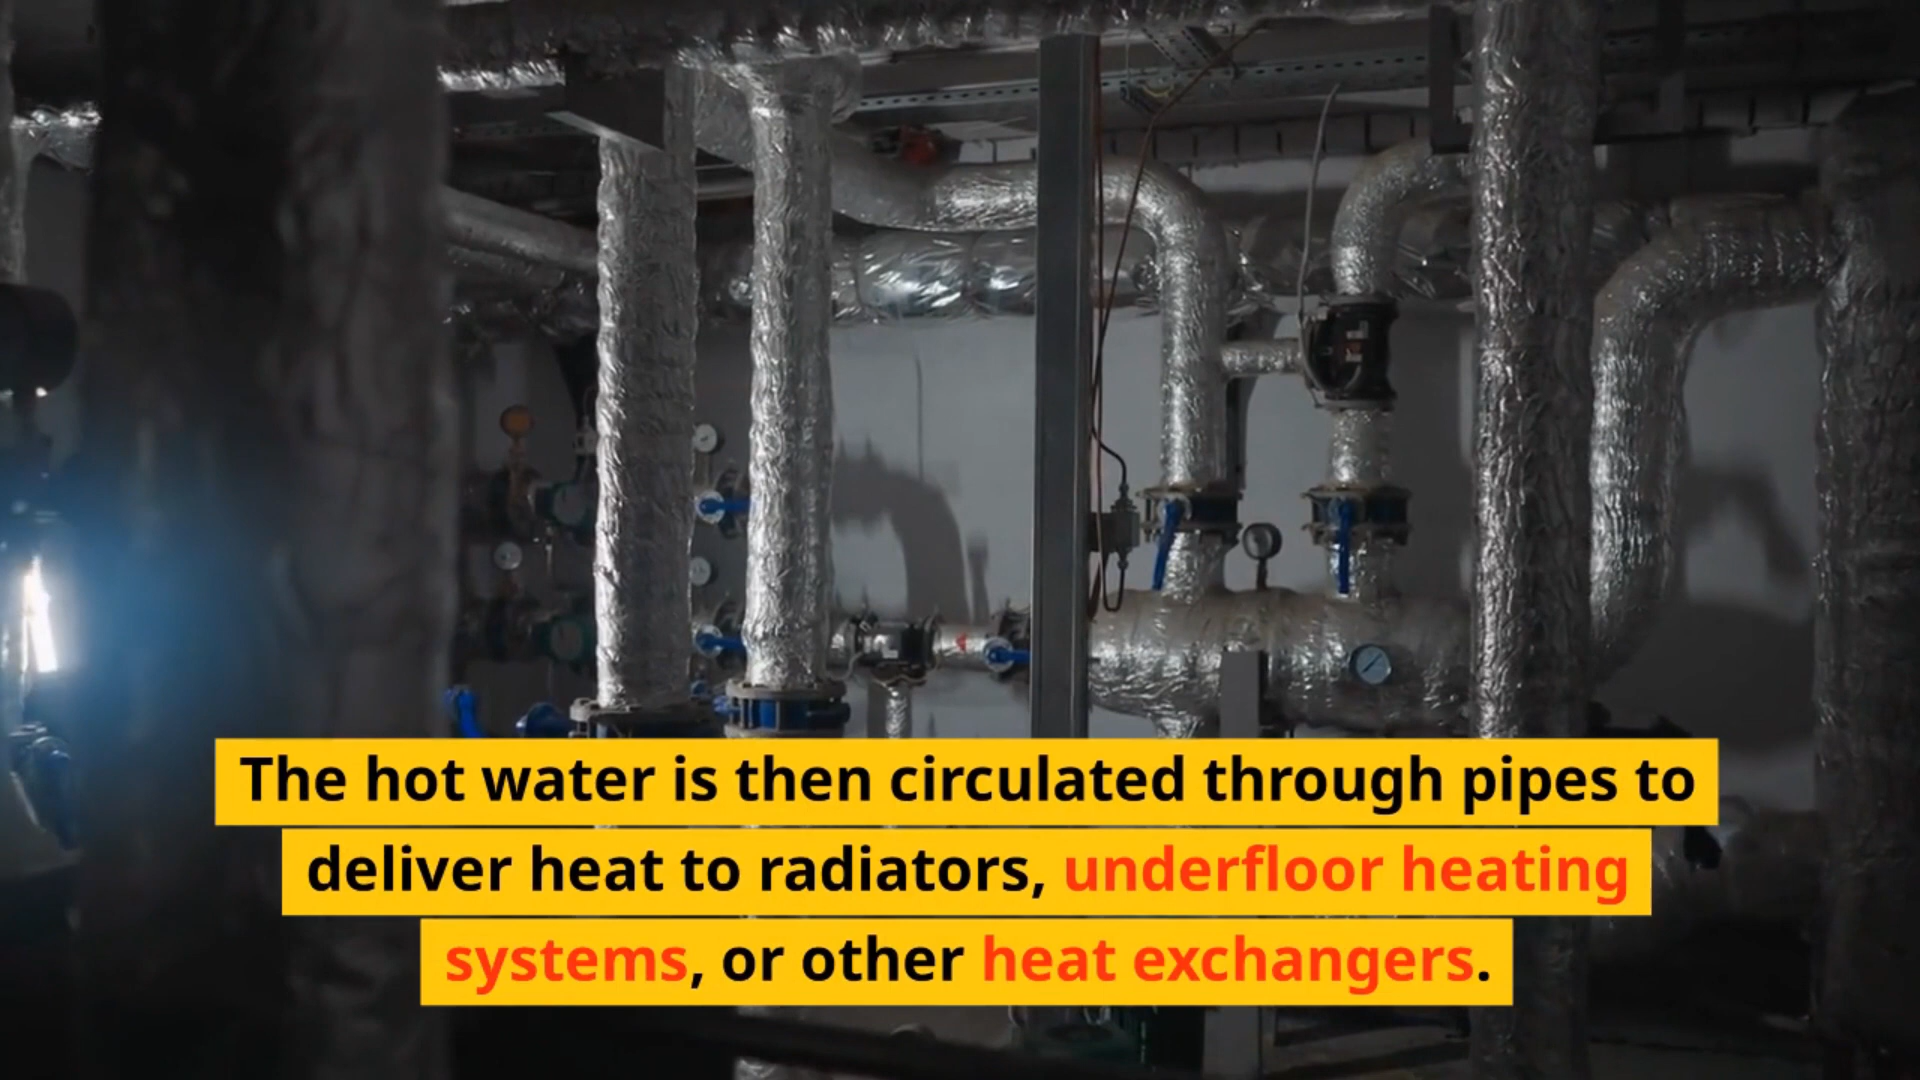 The hot water is then circulated through pipes to
deliver heat to radiators, underfloor heating
systems, or other heat exchangers.